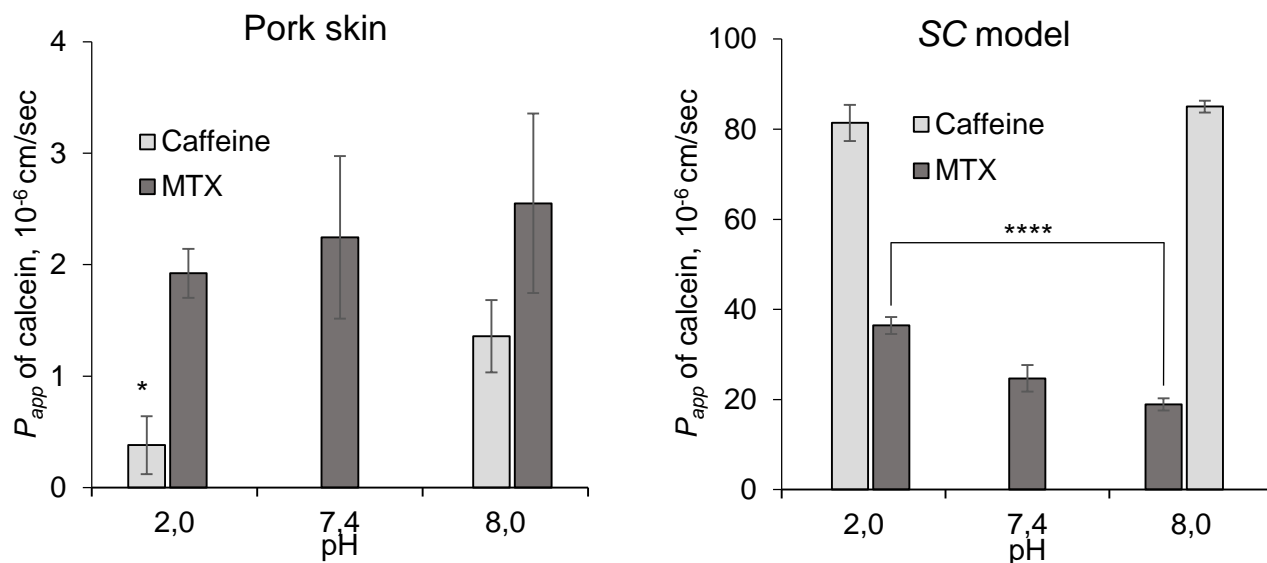 Pork skin
4
3
2
1
0
P_app of calcein, 10⁻⁶ cm/sec
Caffeine
MTX
*
2,0
7,4
8,0
pH
SC model
100
80
60
40
20
0
P_app of calcein, 10⁻⁶ cm/sec
Caffeine
MTX
****
2,0
7,4
8,0
pH